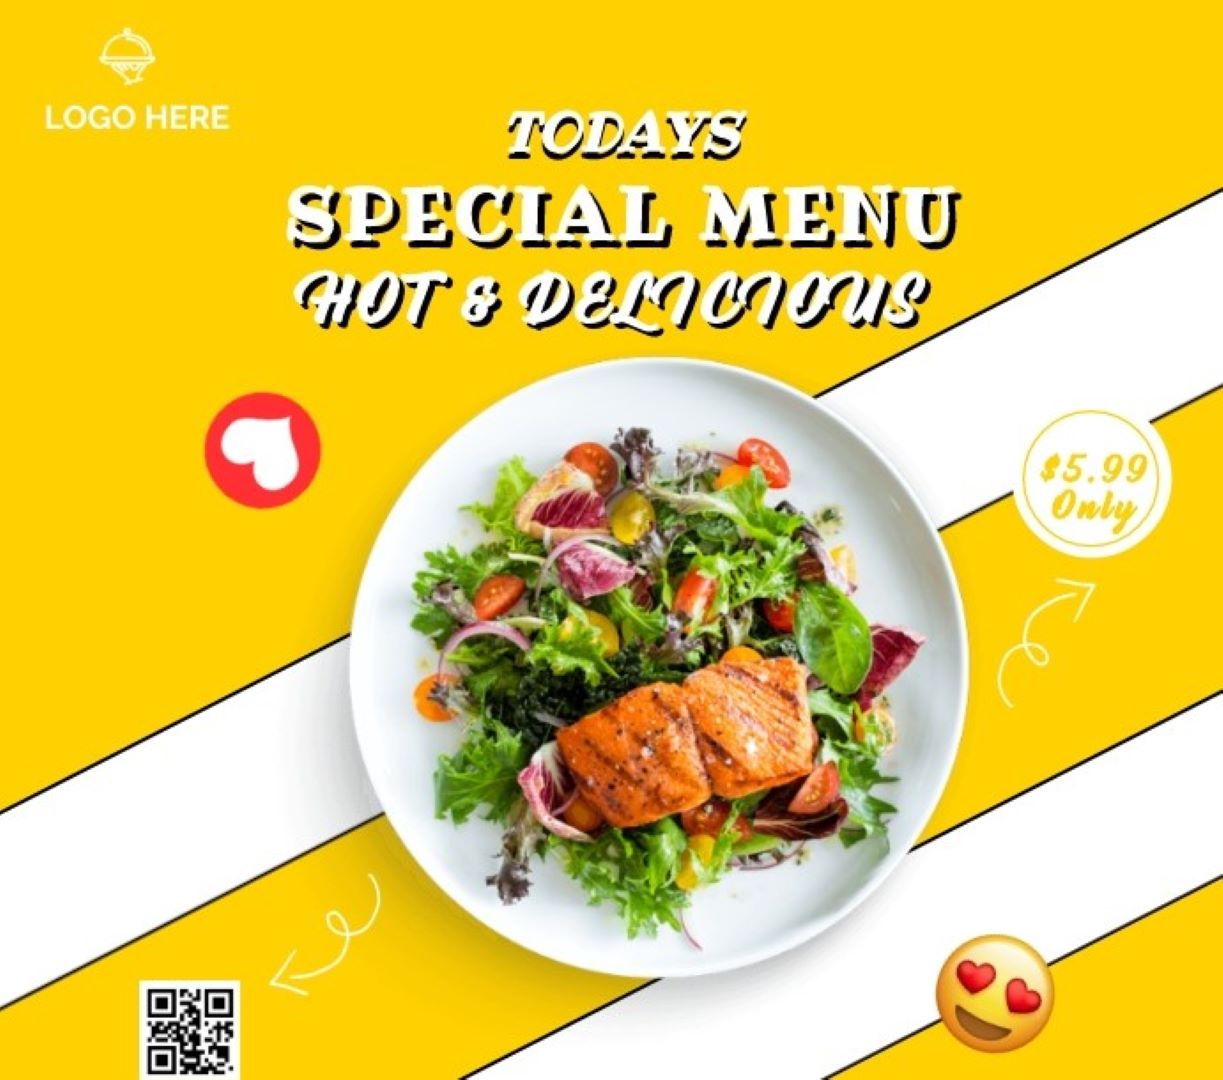 LOGO HERE
TODAYS
SPECIAL MENU
HOT & DELICIOUS
$5.99
Only